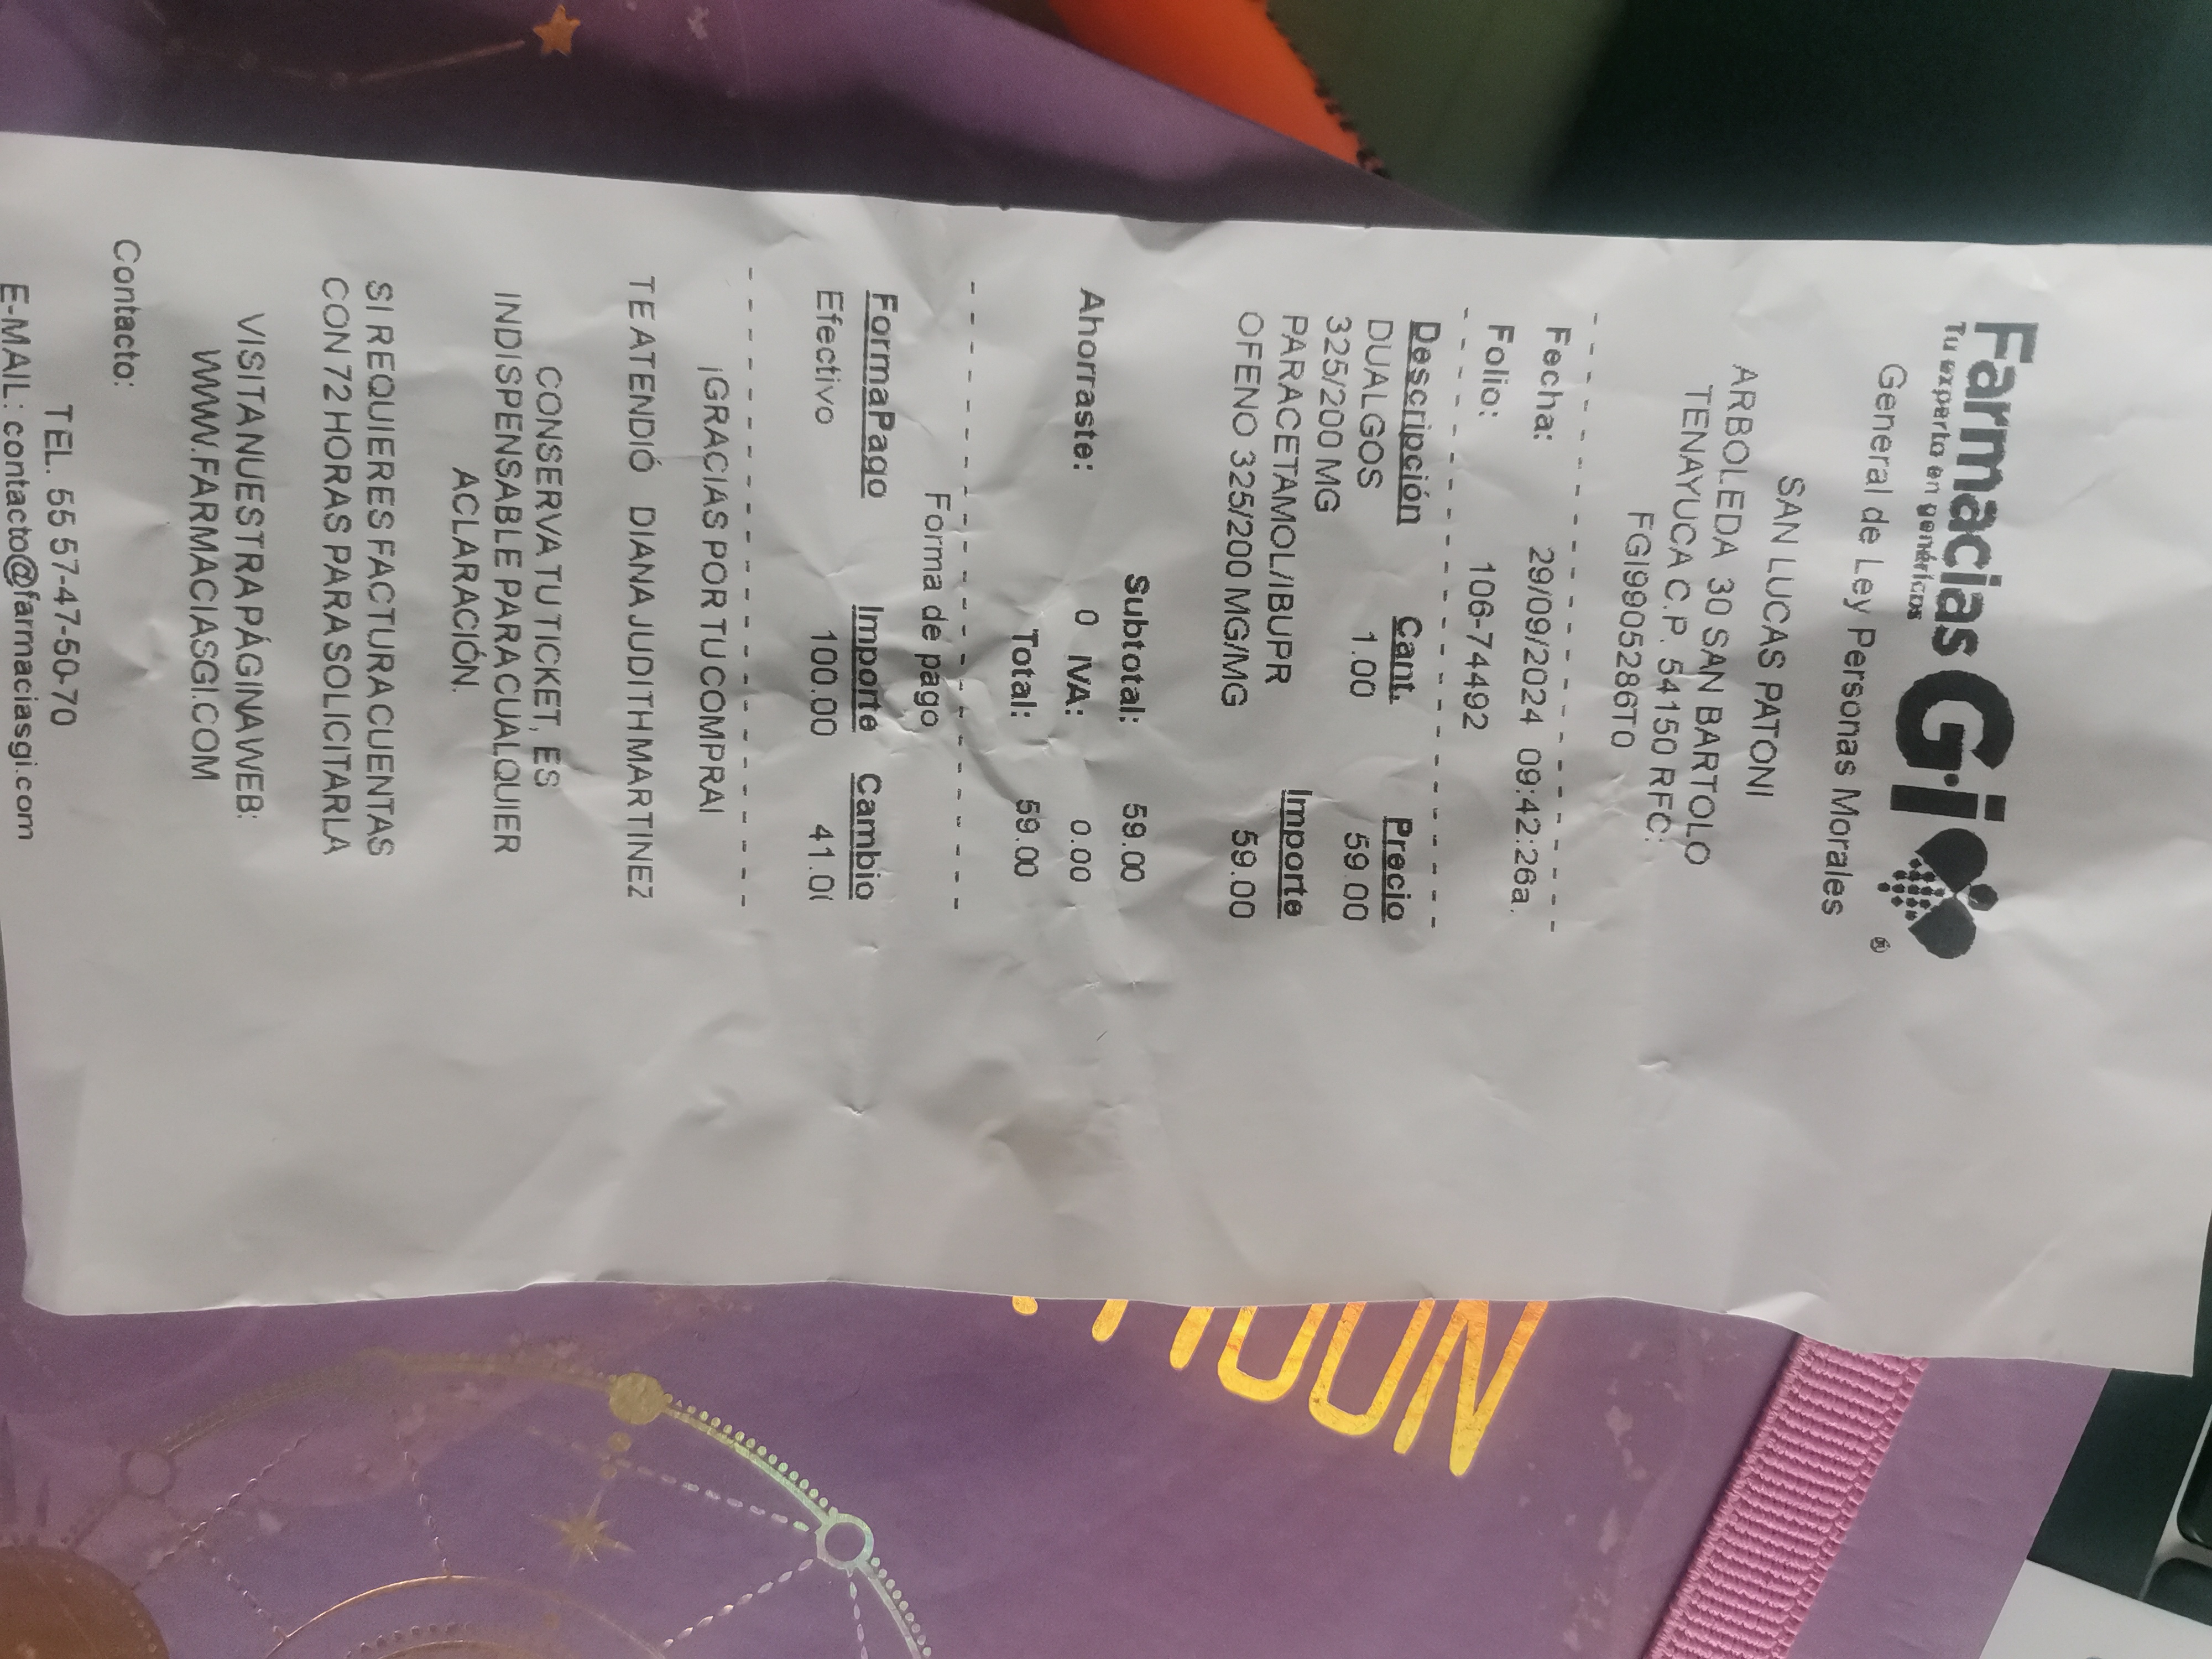 Farmacias Gi
Tu experto en genéricos
®
General de Ley Personas Morales
SAN LUCAS PATONI
ARBOLEDA 30 SAN BARTOLO
TENAYUCA C.P. 54150 RFC:
FGI9905286T0
Fecha: 29/09/2024 09:42:26a.
Folio: 106-74492
Descripción Cant. Precio
Importe
DUALGOS 1.00 59.00
325/200 MG
PARACETAMOL/IBUPR
OFENO 325/200 MG/MG 59.00
Subtotal: 59.00
Ahorraste: 0 IVA: 0.00
Total: 59.00
Forma de pago
FormaPago Importe Cambio
Efectivo 100.00 41.0(
¡GRACIAS POR TU COMPRA!
TE ATENDIÓ DIANA JUDITH MARTINEZ
CONSERVA TU TICKET, ES
INDISPENSABLE PARA CUALQUIER
ACLARACIÓN.
SI REQUIERES FACTURA CUENTAS
CON 72 HORAS PARA SOLICITARLA
VISITA NUESTRA PÁGINA WEB:
WWW.FARMACIASGI.COM
Contacto:
TEL. 55 57-47-50-70
E-MAIL: contacto@farmaciasgi.com